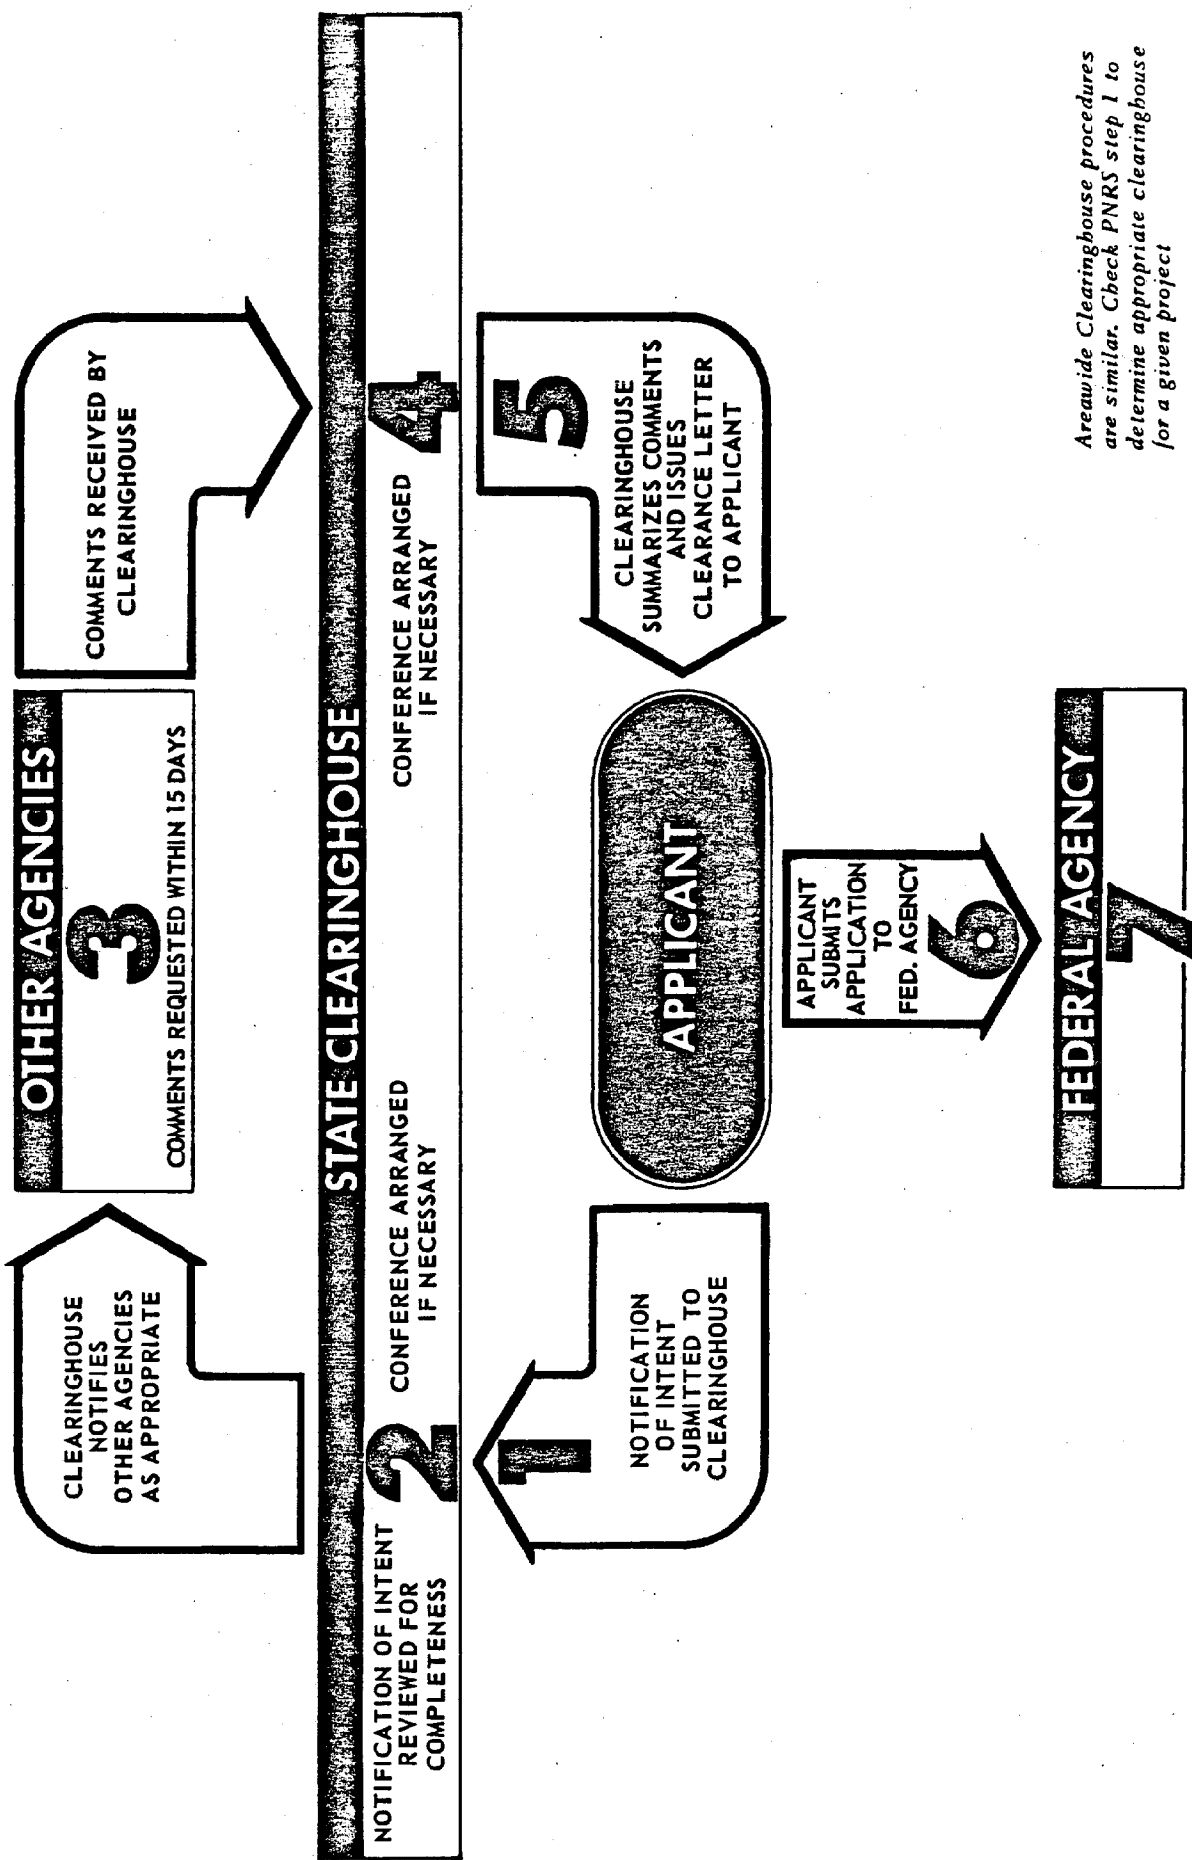 CLEARINGHOUSE
NOTIFIES
OTHER AGENCIES
AS APPROPRIATE
OTHER AGENCIES
3
COMMENTS REQUESTED WITHIN 15 DAYS
COMMENTS RECEIVED BY
CLEARINGHOUSE
STATE CLEARINGHOUSE
NOTIFICATION OF INTENT
REVIEWED FOR
COMPLETENESS
2
CONFERENCE ARRANGED
IF NECESSARY
CONFERENCE ARRANGED
IF NECESSARY
4
1
NOTIFICATION
OF INTENT
SUBMITTED TO
CLEARINGHOUSE
APPLICANT
5
CLEARINGHOUSE
SUMMARIZES COMMENTS
AND ISSUES
CLEARANCE LETTER
TO APPLICANT
APPLICANT
SUBMITS
APPLICATION
TO
FED. AGENCY
6
FEDERAL AGENCY
7
Areawide Clearinghouse procedures
are similar. Check PNRS step 1 to
determine appropriate clearinghouse
for a given project